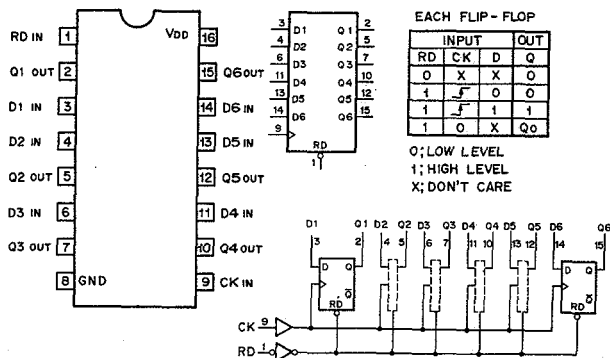 RD IN 1
VDD 16
Q1 OUT 2
15 Q6 OUT
D1 IN 3
14 D6 IN
D2 IN 4
13 D5 IN
Q2 OUT 5
12 Q5 OUT
D3 IN 6
11 D4 IN
Q3 OUT 7
10 Q4 OUT
8 GND
9 CK IN
3 D1 Q1 2
4 D2 Q2 5
6 D3 Q3 7
11 D4 Q4 10
13 D5 Q5 12
14 D6 Q6 15
9
RD
1
EACH FLIP-FLOP
INPUT OUT
RD CK D Q
0 X X 0
1 0 0
1 1 1
1 0 X Qo
0; LOW LEVEL
1; HIGH LEVEL
X; DON'T CARE
D1 Q1 D2 Q2 D3 Q3 D4 Q4 D5 Q5 D6 Q6
3 2 4 5 6 7 11 10 13 12 14 15
D Q
Q̅
RD
D Q
Q̅
RD
CK 9
RD 1